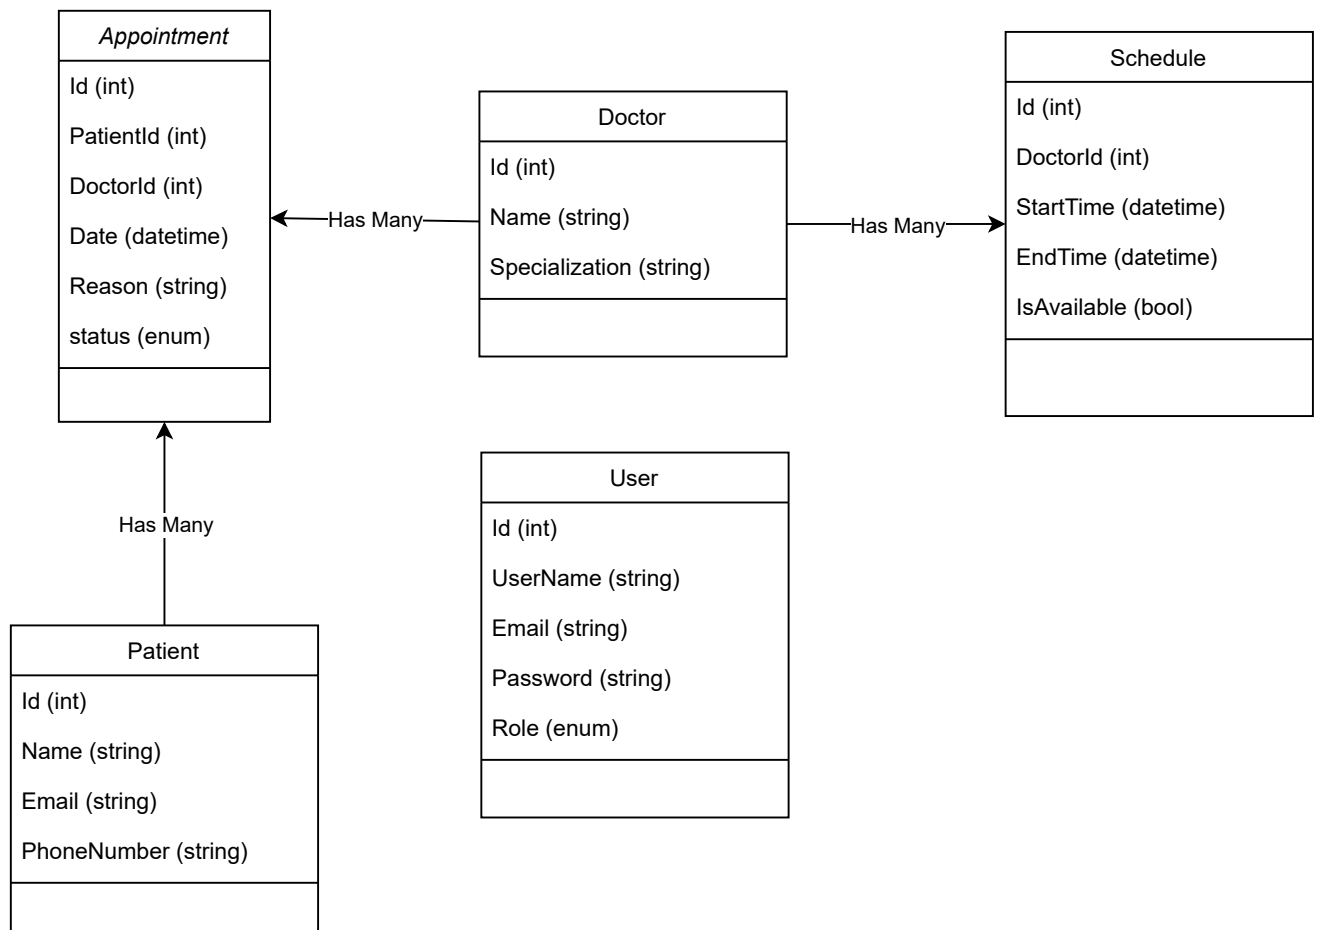 Appointment
Id (int)
PatientId (int)
DoctorId (int)
Date (datetime)
Reason (string)
status (enum)
Has Many
Doctor
Id (int)
Name (string)
Specialization (string)
Has Many
Schedule
Id (int)
DoctorId (int)
StartTime (datetime)
EndTime (datetime)
IsAvailable (bool)
Has Many
Patient
Id (int)
Name (string)
Email (string)
PhoneNumber (string)
User
Id (int)
UserName (string)
Email (string)
Password (string)
Role (enum)